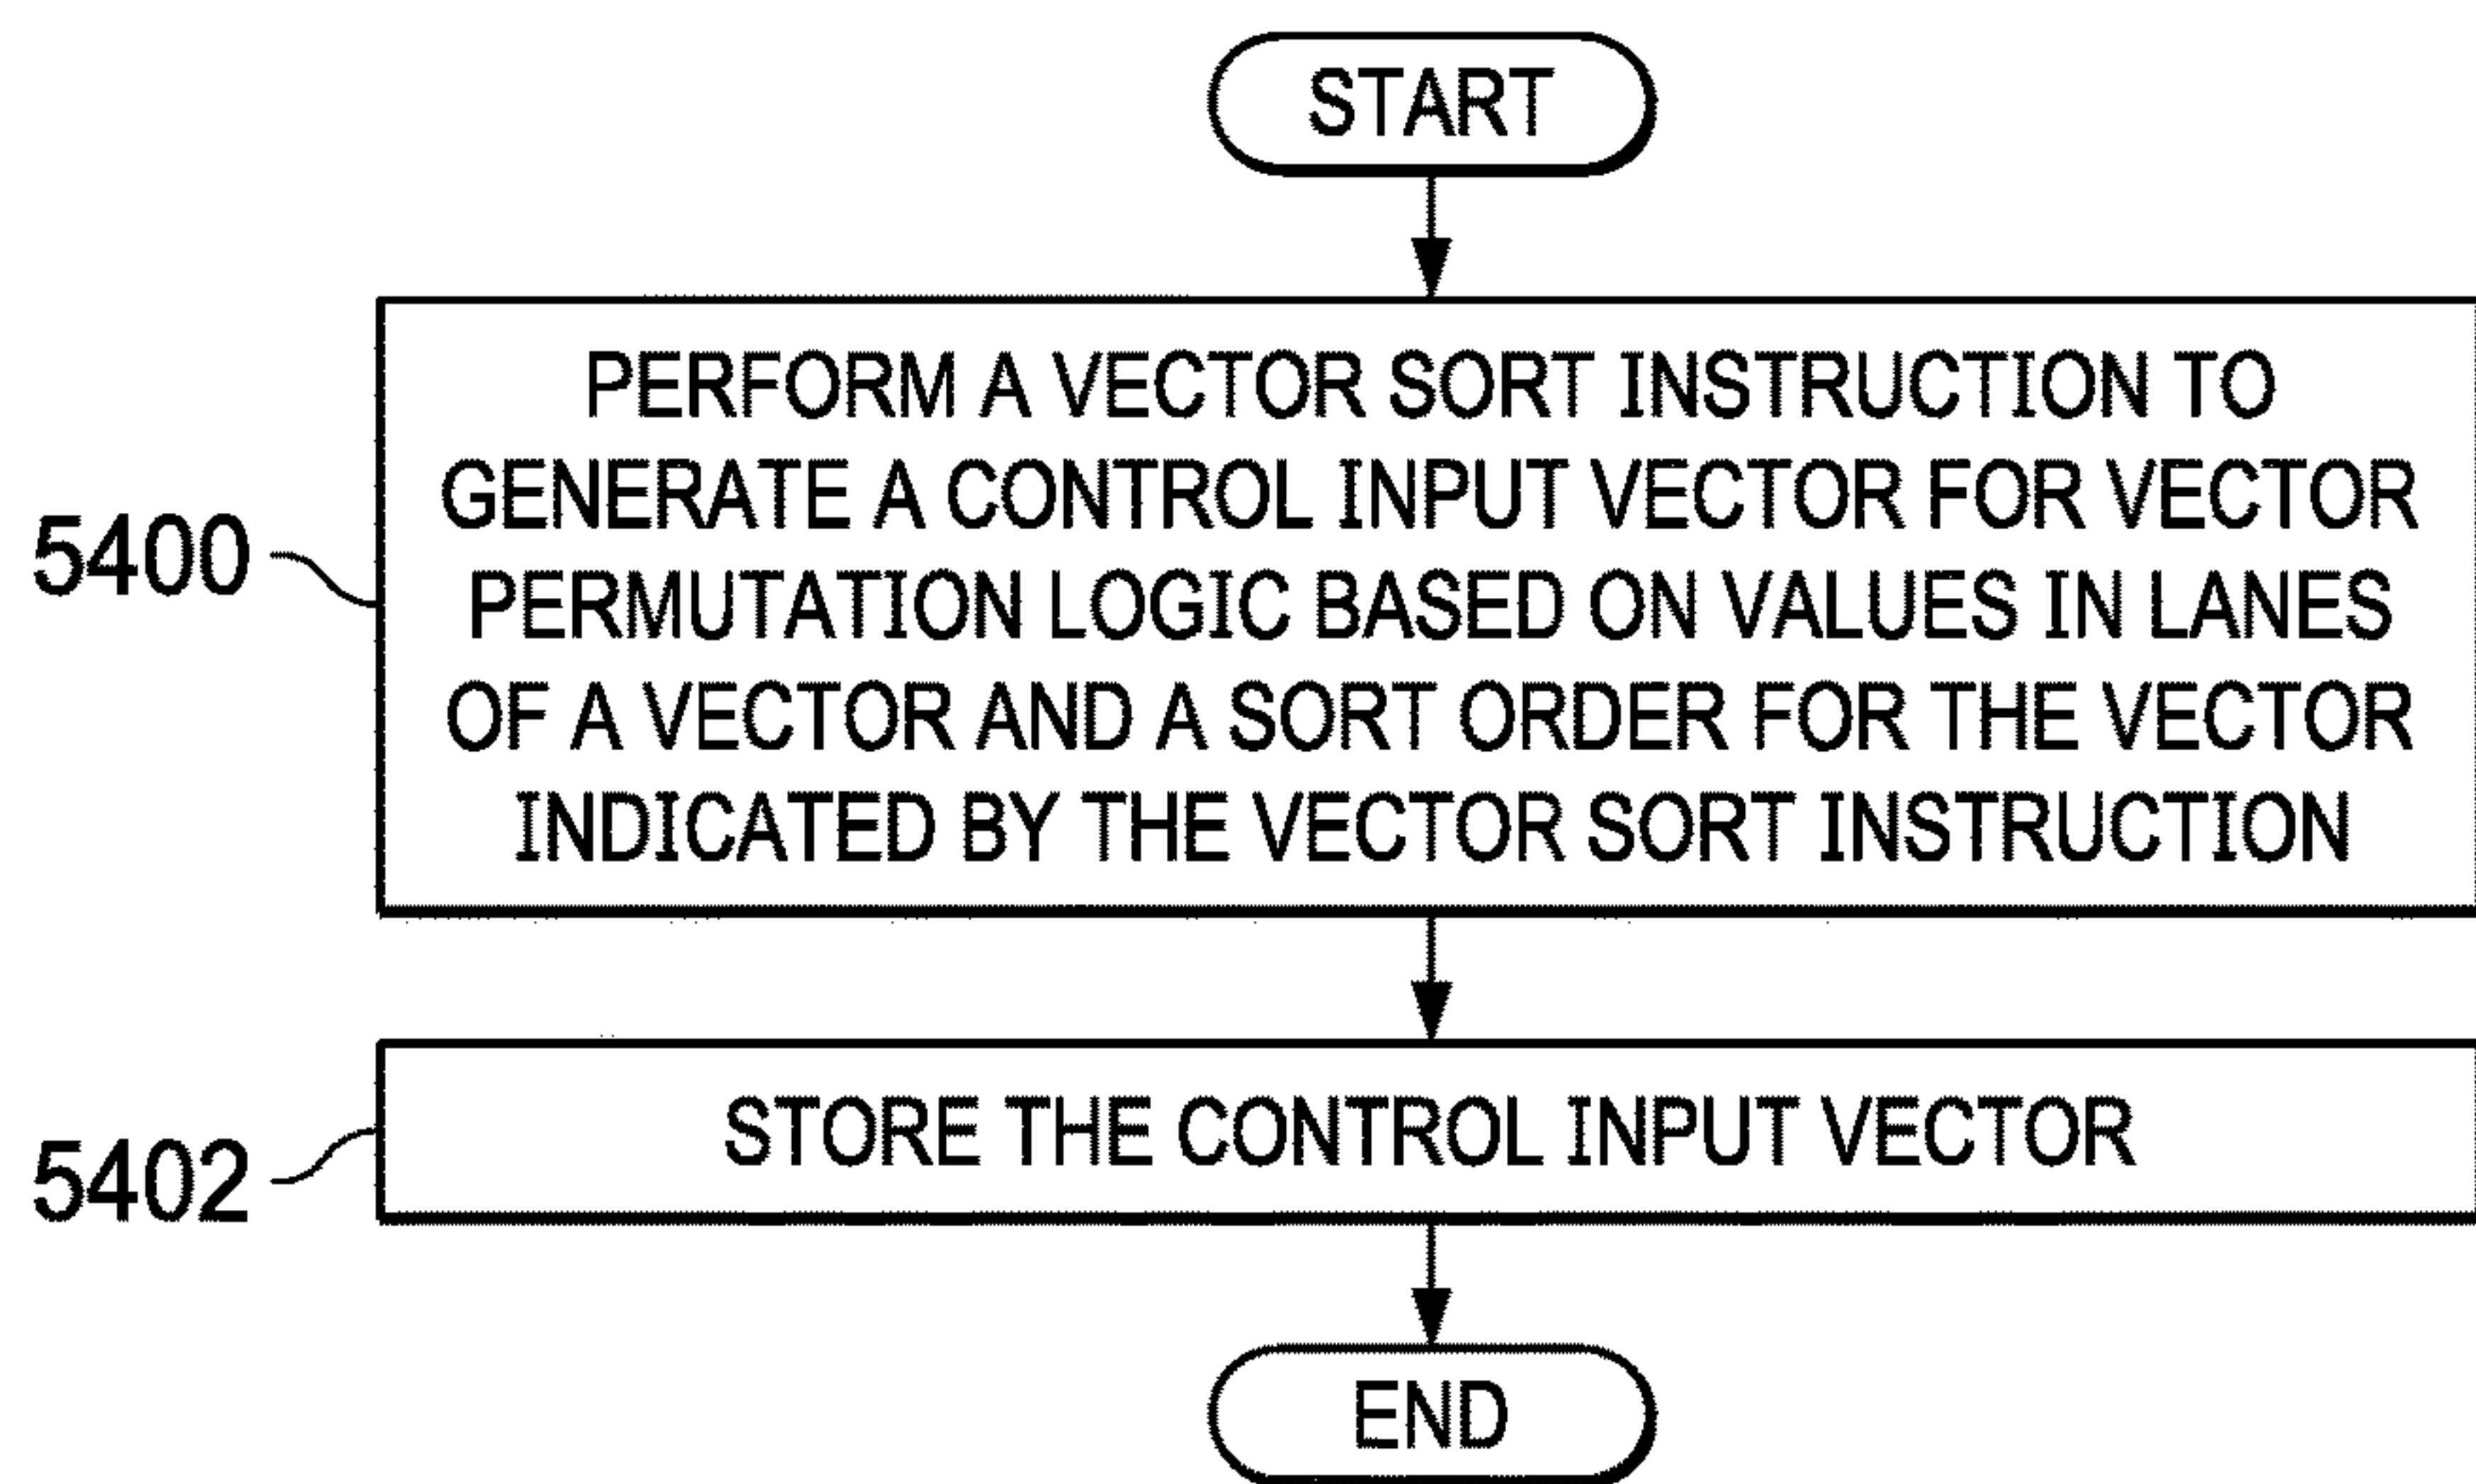 START
PERFORM A VECTOR SORT INSTRUCTION TO
GENERATE A CONTROL INPUT VECTOR FOR VECTOR
PERMUTATION LOGIC BASED ON VALUES IN LANES
OF A VECTOR AND A SORT ORDER FOR THE VECTOR
INDICATED BY THE VECTOR SORT INSTRUCTION
5400
STORE THE CONTROL INPUT VECTOR
5402
END